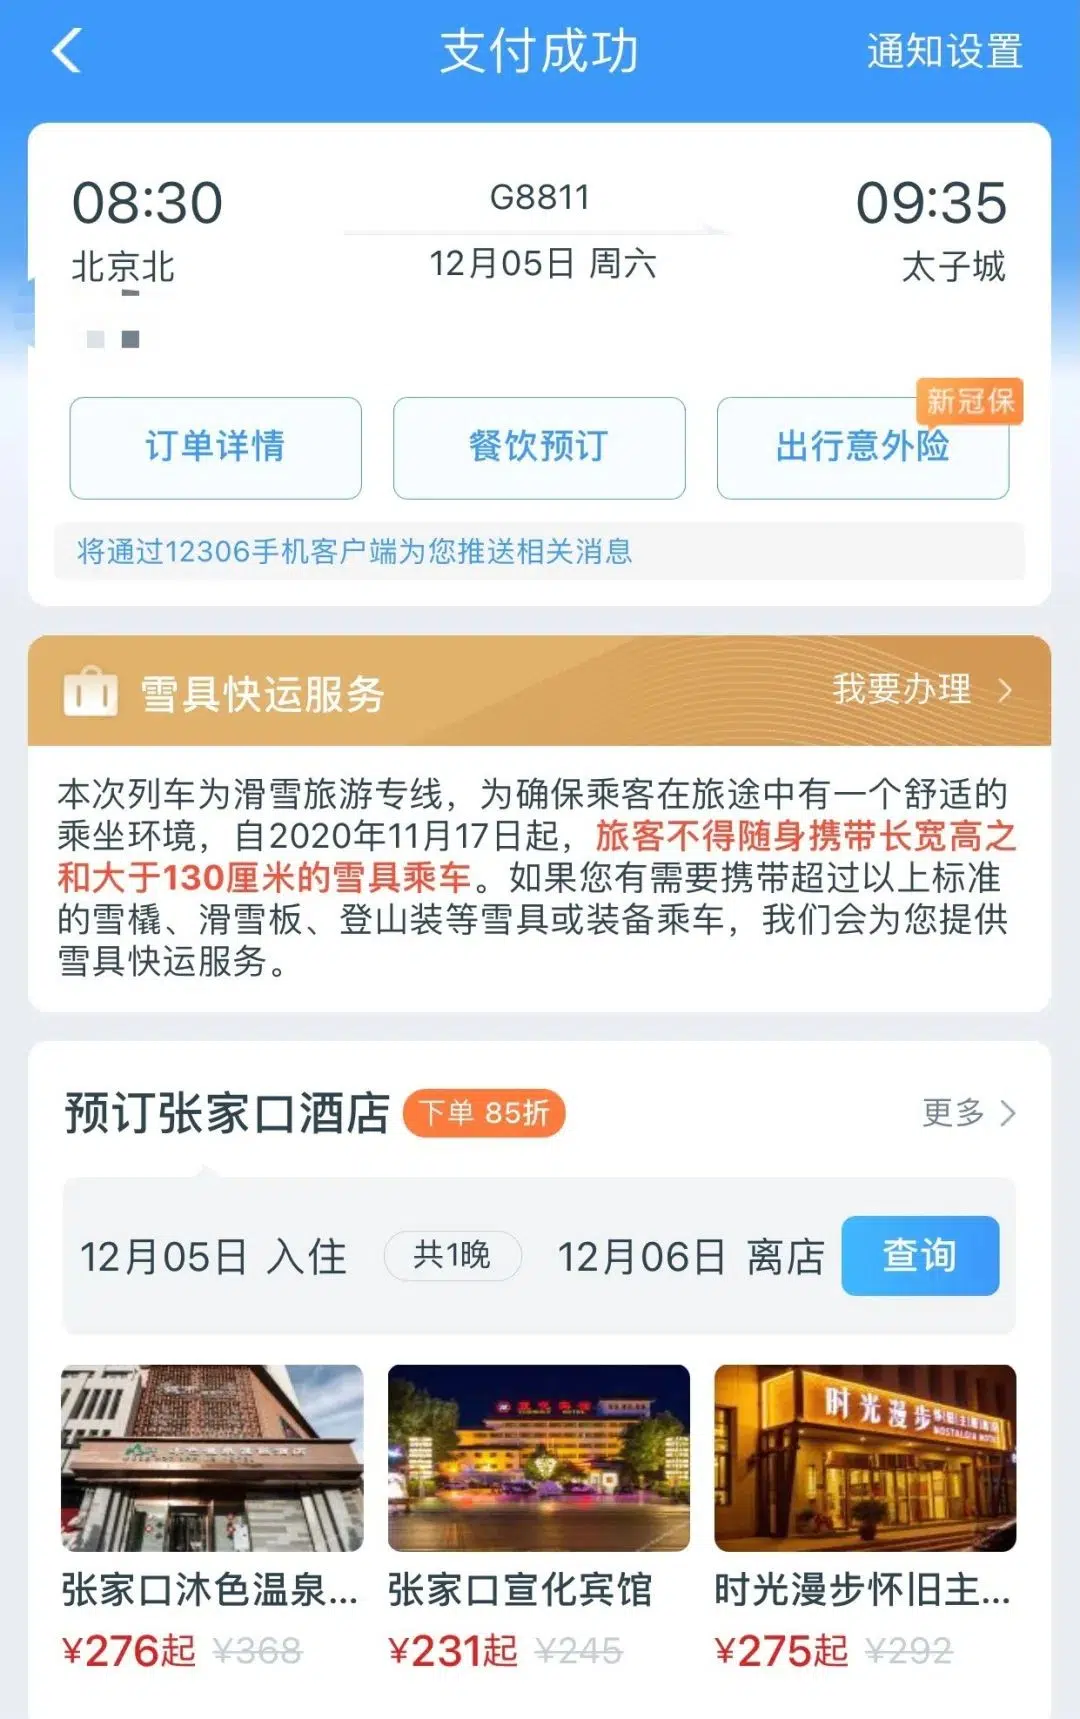 支付成功
通知设置
08:30
G8811
09:35
北京北
12月05日 周六
太子城
新冠保
订单详情
餐饮预订
出行意外险
将通过12306手机客户端为您推送相关消息
雪具快运服务
我要办理
本次列车为滑雪旅游专线，为确保乘客在旅途中有一个舒适的
乘坐环境，自2020年11月17日起，旅客不得随身携带长宽高之
和大于130厘米的雪具乘车。如果您有需要携带超过以上标准
的雪橇、滑雪板、登山装等雪具或装备乘车，我们会为您提供
雪具快运服务。
预订张家口酒店
下单 85折
更多
12月05日 入住
共1晚
12月06日 离店
查询
时光漫步
张家口沐色温泉...
张家口宣化宾馆
时光漫步怀旧主...
¥276起 ¥368
¥231起 ¥245
¥275起 ¥292